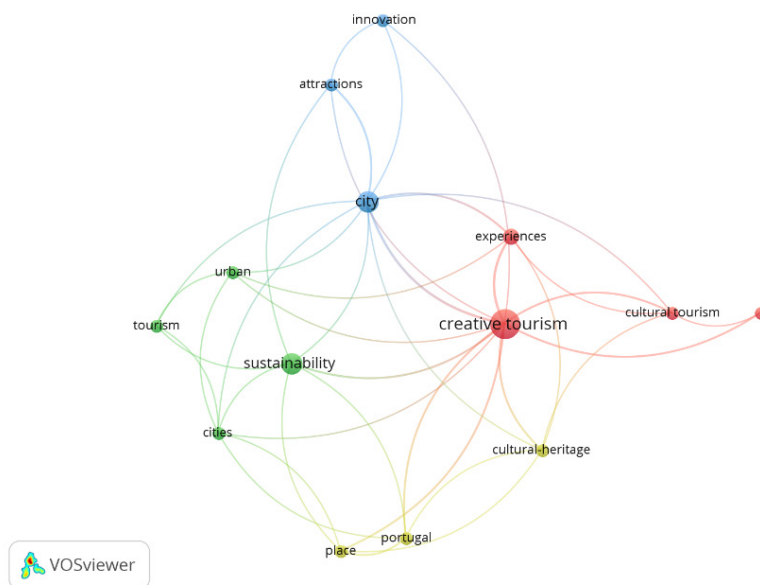 innovation
attractions
city
experiences
urban
cultural tourism
tourism
creative tourism
sustainability
cities
cultural-heritage
portugal
place
VOSviewer